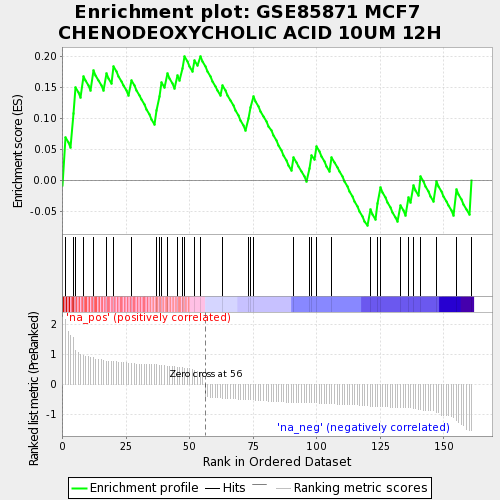 Enrichment plot: GSE85871 MCF7
CHENODEOXYCHOLIC ACID 10UM 12H
Enrichment score (ES)
0.20
0.15
0.10
0.05
0.00
-0.05
'na_pos' (positively correlated)
Ranked list metric (PreRanked)
2
1
0
-1
Zero cross at 56
'na_neg' (negatively correlated)
0 25 50 75 100 125 150
Rank in Ordered Dataset
Enrichment profile Hits Ranking metric scores